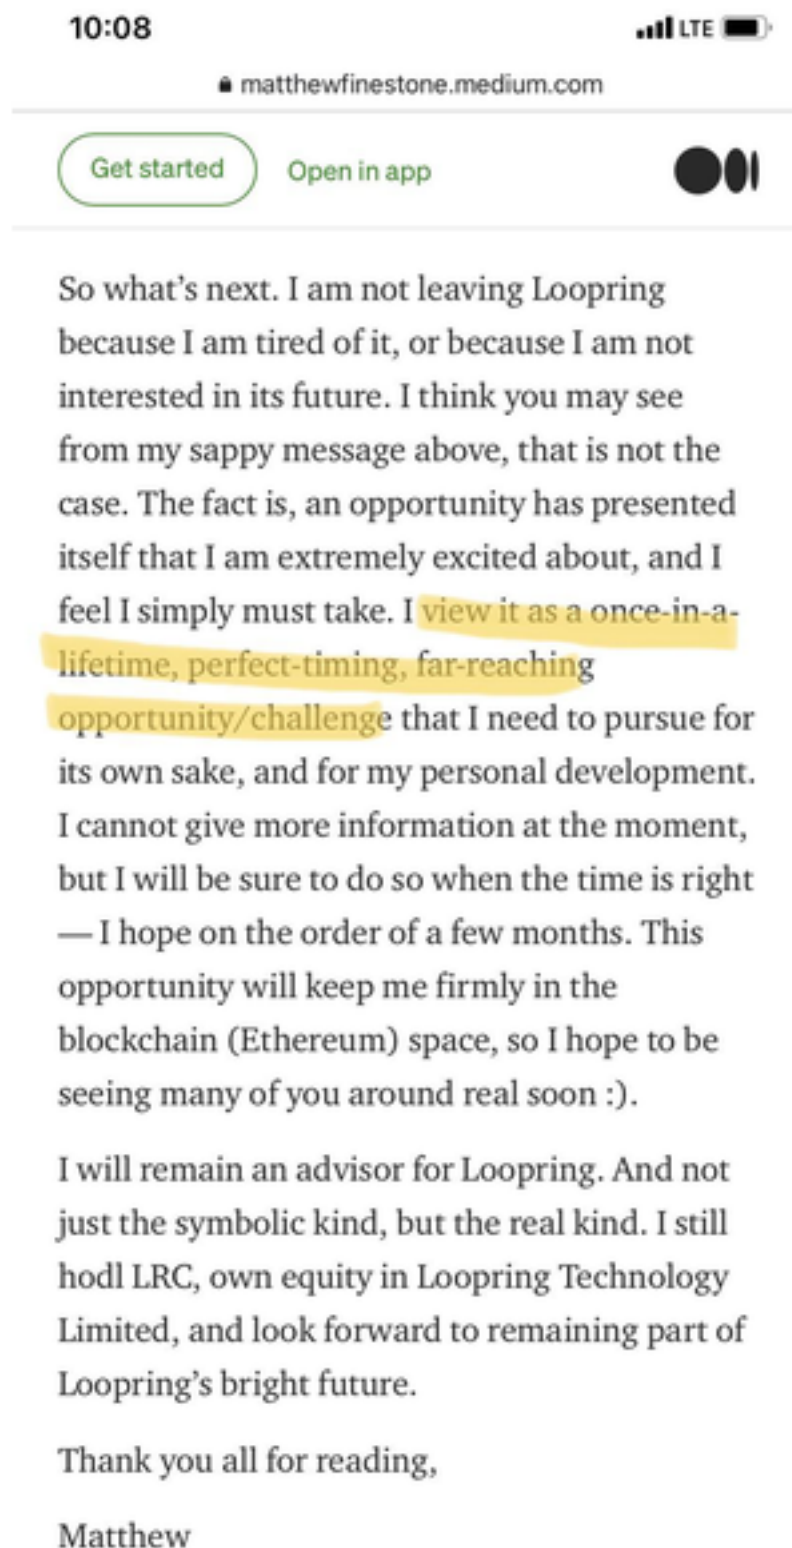 10:08
LTE
matthewfinestone.medium.com
Get started
Open in app
So what’s next. I am not leaving Loopring
because I am tired of it, or because I am not
interested in its future. I think you may see
from my sappy message above, that is not the
case. The fact is, an opportunity has presented
itself that I am extremely excited about, and I
feel I simply must take. I view it as a once-in-a-
lifetime, perfect-timing, far-reaching
opportunity/challenge that I need to pursue for
its own sake, and for my personal development.
I cannot give more information at the moment,
but I will be sure to do so when the time is right
— I hope on the order of a few months. This
opportunity will keep me firmly in the
blockchain (Ethereum) space, so I hope to be
seeing many of you around real soon :).
I will remain an advisor for Loopring. And not
just the symbolic kind, but the real kind. I still
hodl LRC, own equity in Loopring Technology
Limited, and look forward to remaining part of
Loopring’s bright future.
Thank you all for reading,
Matthew